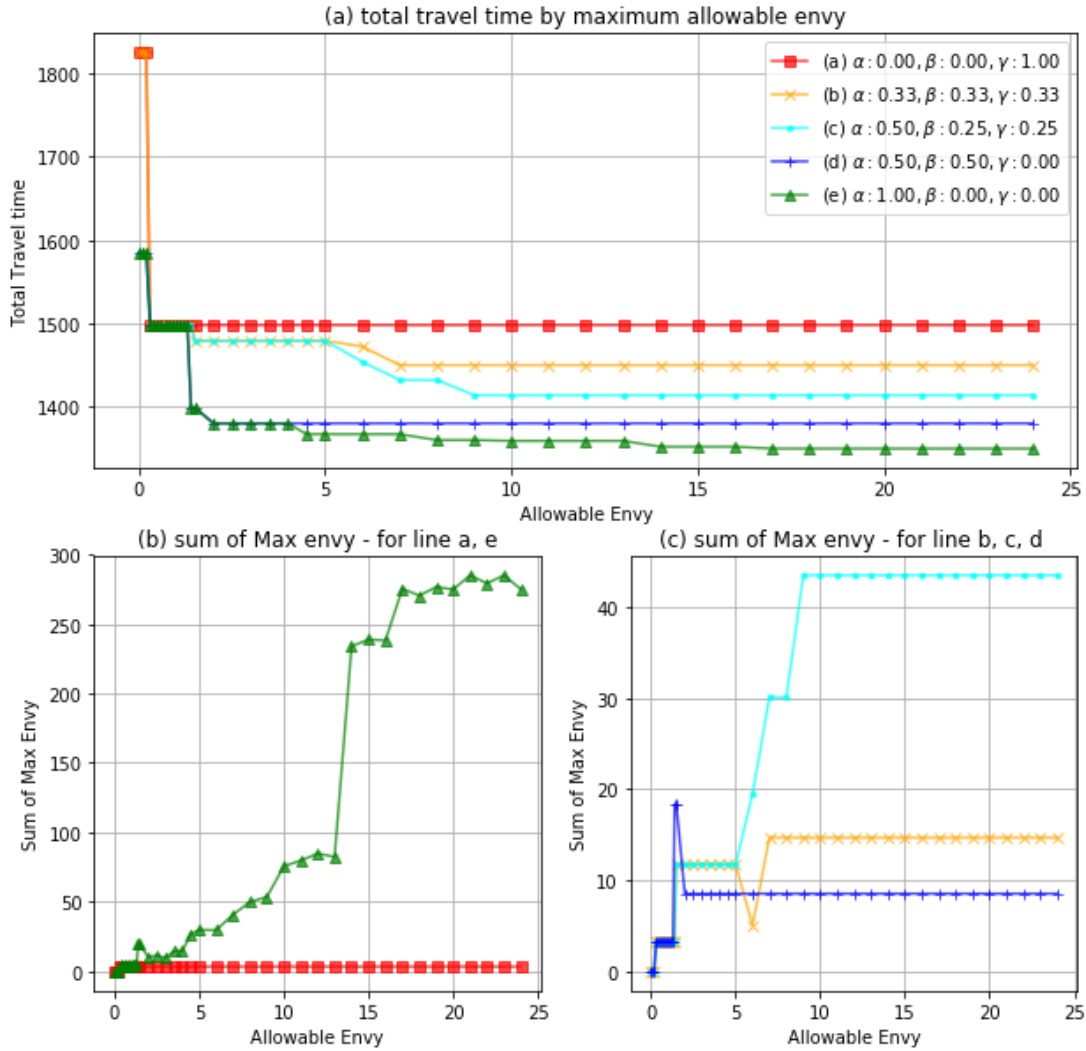 (a) total travel time by maximum allowable envy
1800
1700
1600
1500
1400
Total Travel time
(a) α: 0.00, β: 0.00, γ: 1.00
(b) α: 0.33, β: 0.33, γ: 0.33
(c) α: 0.50, β: 0.25, γ: 0.25
(d) α: 0.50, β: 0.50, γ: 0.00
(e) α: 1.00, β: 0.00, γ: 0.00
0 5 10 15 20 25
Allowable Envy
(b) sum of Max envy - for line a, e
300
250
200
150
100
50
0
Sum of Max Envy
0 5 10 15 20 25
Allowable Envy
(c) sum of Max envy - for line b, c, d
40
30
20
10
0
Sum of Max Envy
0 5 10 15 20 25
Allowable Envy